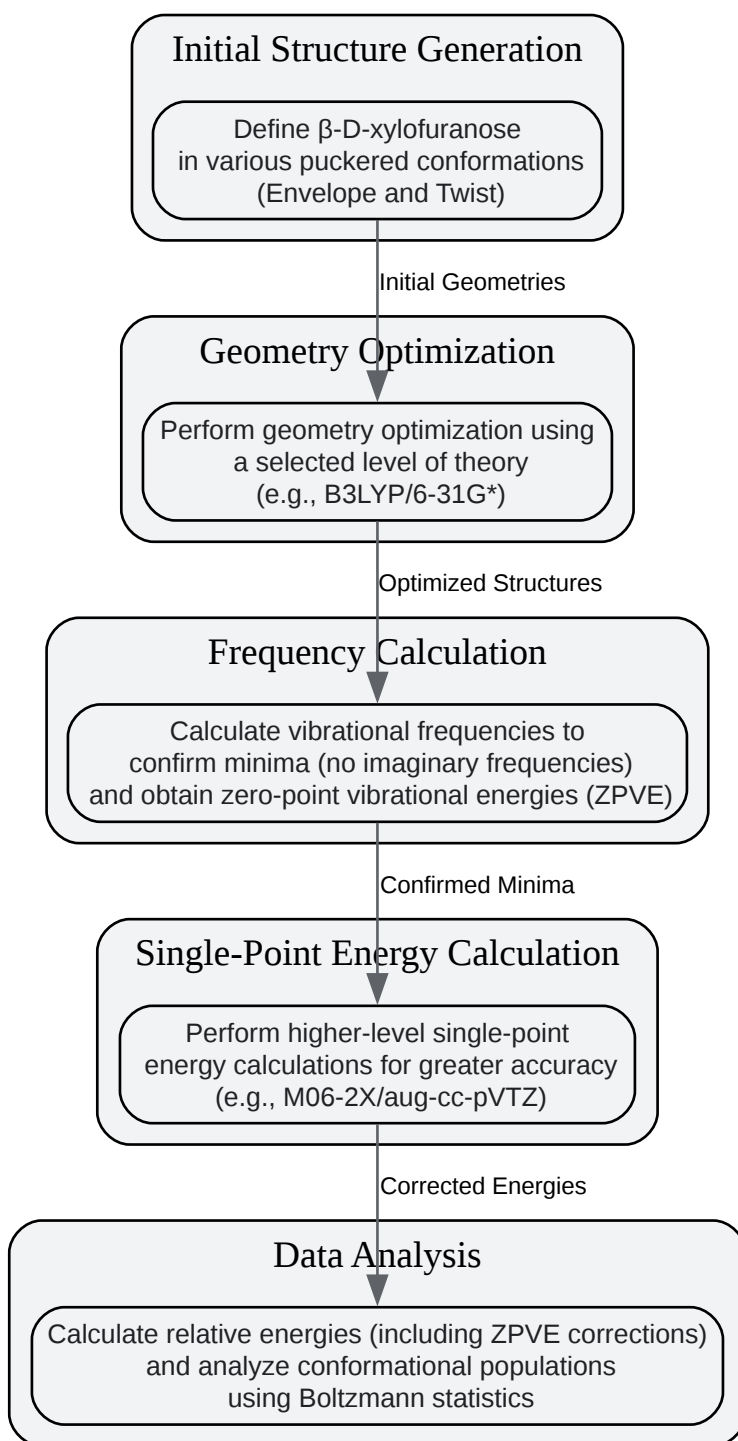 Initial Structure Generation
Define β-D-xylofuranose
in various puckered conformations
(Envelope and Twist)
Initial Geometries
Geometry Optimization
Perform geometry optimization using
a selected level of theory
(e.g., B3LYP/6-31G*)
Optimized Structures
Frequency Calculation
Calculate vibrational frequencies to
confirm minima (no imaginary frequencies)
and obtain zero-point vibrational energies (ZPVE)
Confirmed Minima
Single-Point Energy Calculation
Perform higher-level single-point
energy calculations for greater accuracy
(e.g., M06-2X/aug-cc-pVTZ)
Corrected Energies
Data Analysis
Calculate relative energies (including ZPVE corrections)
and analyze conformational populations
using Boltzmann statistics